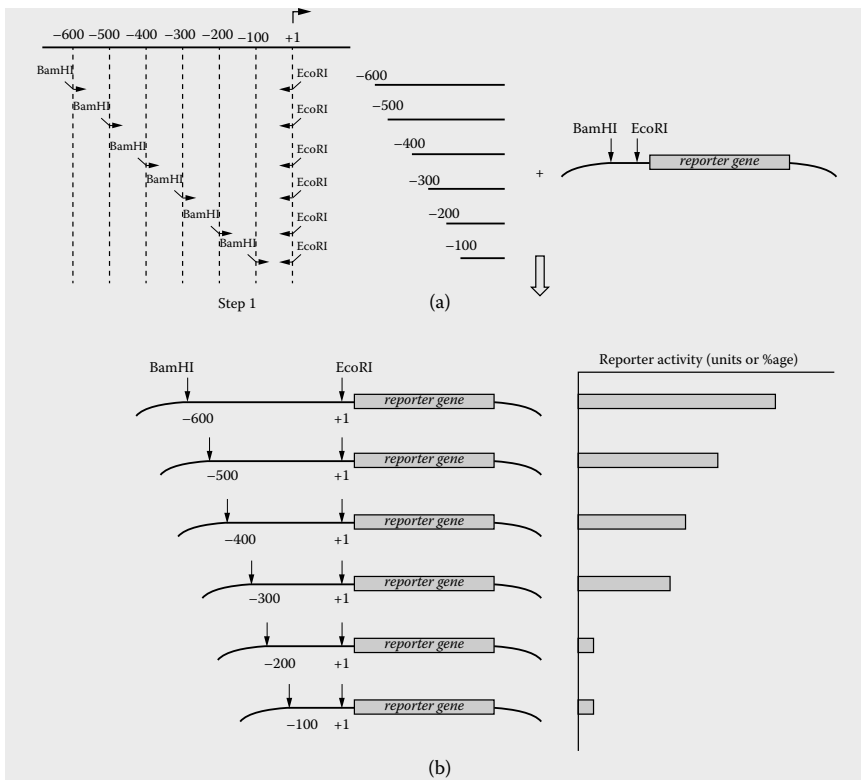 −600 −500 −400 −300 −200 −100 +1
BamHI EcoRI
BamHI EcoRI
BamHI EcoRI
BamHI EcoRI
BamHI EcoRI
BamHI EcoRI
Step 1
−600
−500
−400
−300
−200
−100
+
BamHI EcoRI
reporter gene
(a)
BamHI EcoRI
Reporter activity (units or %age)
reporter gene
−600 +1
reporter gene
−500 +1
reporter gene
−400 +1
reporter gene
−300 +1
reporter gene
−200 +1
reporter gene
−100 +1
(b)